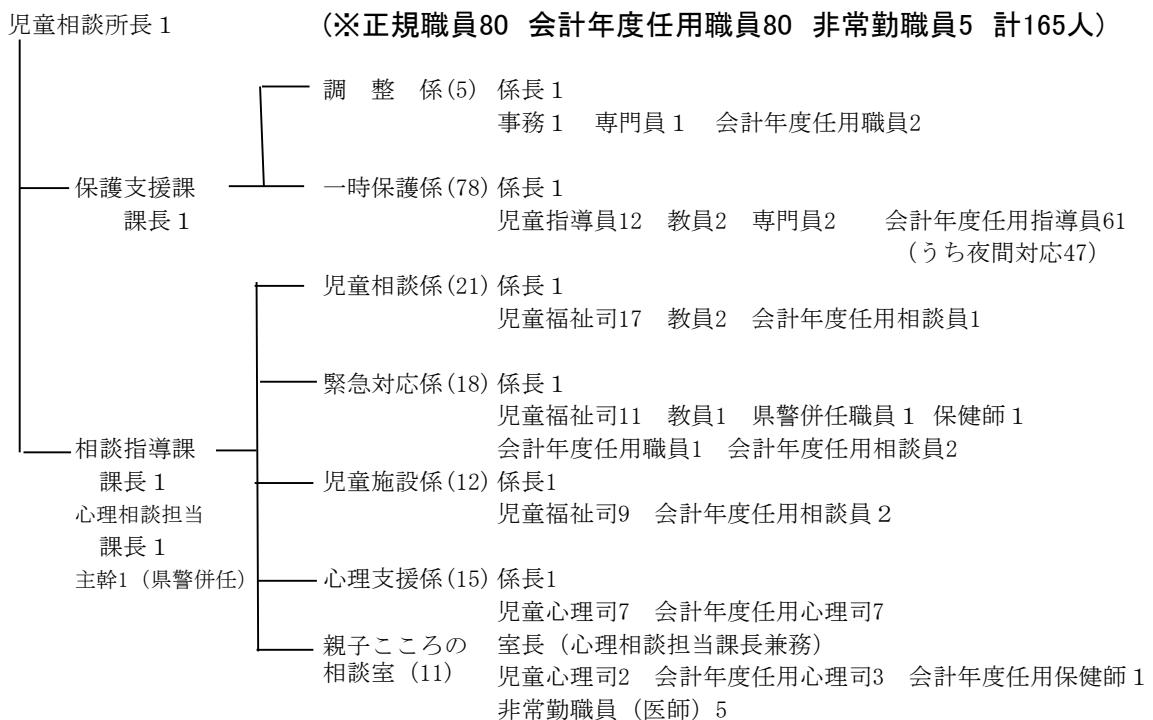 児童相談所長１ (※正規職員80 会計年度任用職員80 非常勤職員5 計165人)
調 整 係(5) 係長１
事務１ 専門員１ 会計年度任用職員2
保護支援課
課長１
一時保護係(78) 係長１
児童指導員12 教員2 専門員2 会計年度任用指導員61
(うち夜間対応47)
児童相談係(21) 係長１
児童福祉司17 教員2 会計年度任用相談員1
緊急対応係(18) 係長１
児童福祉司11 教員1 県警併任職員１ 保健師１
会計年度任用職員1 会計年度任用相談員2
相談指導課
課長１
心理相談担当
課長１
主幹1 (県警併任)
児童施設係(12) 係長1
児童福祉司9 会計年度任用相談員２
心理支援係(15) 係長1
児童心理司7 会計年度任用心理司7
親子こころの
相談室 (11)
室長 (心理相談担当課長兼務)
児童心理司2 会計年度任用心理司3 会計年度任用保健師１
非常勤職員 (医師) 5